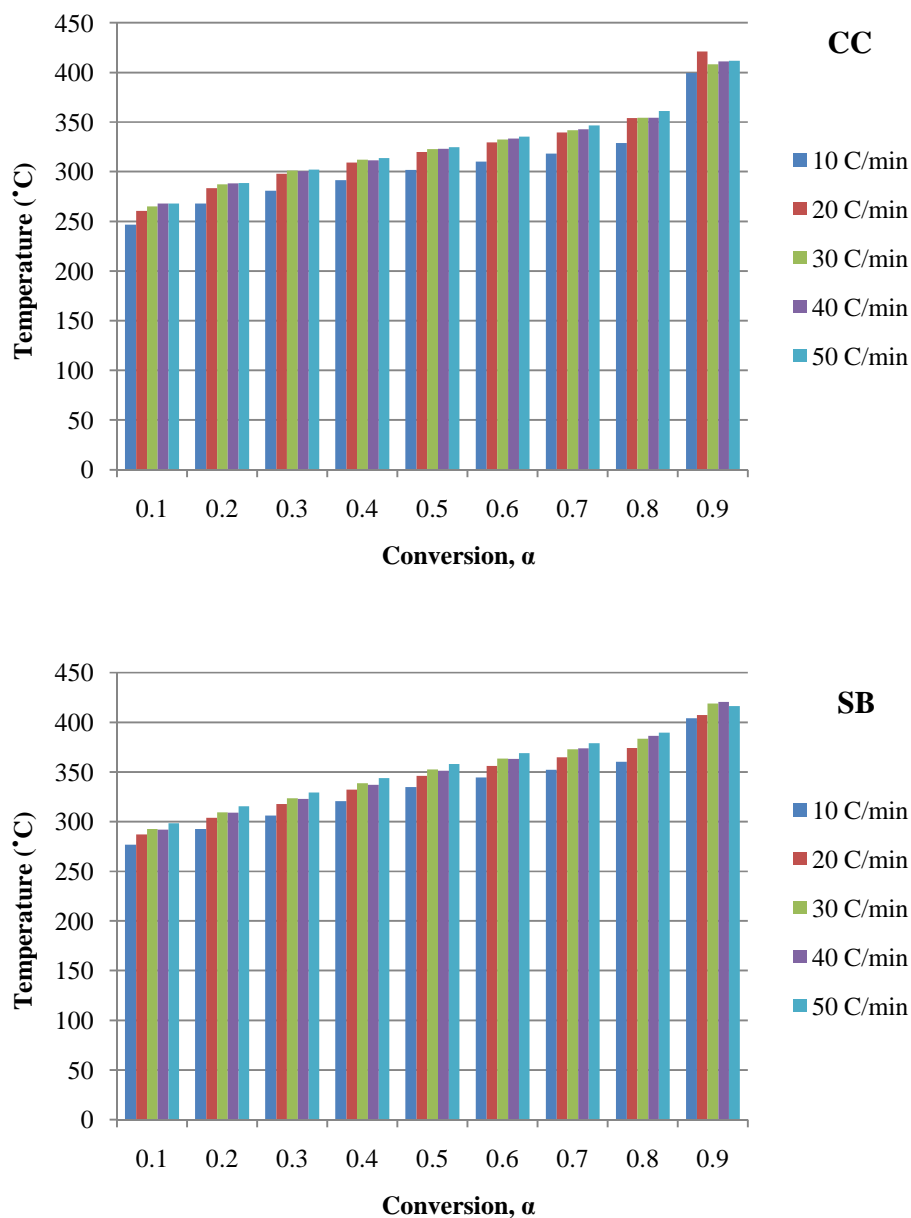 CC
450
400
350
300
250
200
150
100
50
0
Temperature (˚C)
0.1 0.2 0.3 0.4 0.5 0.6 0.7 0.8 0.9
Conversion, α
10 C/min
20 C/min
30 C/min
40 C/min
50 C/min
SB
450
400
350
300
250
200
150
100
50
0
Temperature (˚C)
0.1 0.2 0.3 0.4 0.5 0.6 0.7 0.8 0.9
Conversion, α
10 C/min
20 C/min
30 C/min
40 C/min
50 C/min